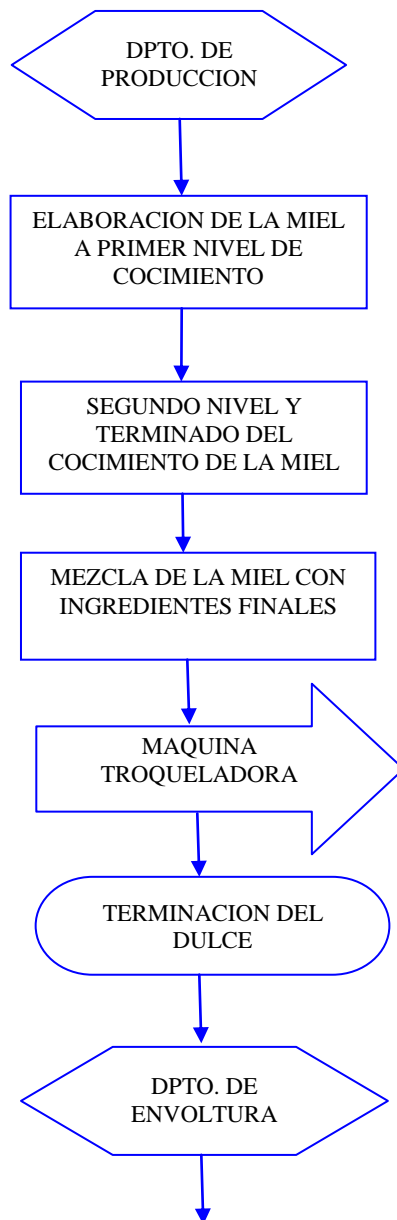 DPTO. DE
PRODUCCION
ELABORACION DE LA MIEL
A PRIMER NIVEL DE
COCIMIENTO
SEGUNDO NIVEL Y
TERMINADO DEL
COCIMIENTO DE LA MIEL
MEZCLA DE LA MIEL CON
INGREDIENTES FINALES
MAQUINA
TROQUELADORA
TERMINACION DEL
DULCE
DPTO. DE
ENVOLTURA